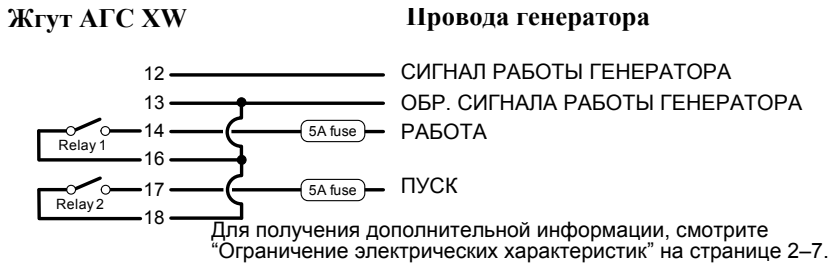 Жгут АГС XW
Провода генератора
12 СИГНАЛ РАБОТЫ ГЕНЕРАТОРА
13 ОБР. СИГНАЛА РАБОТЫ ГЕНЕРАТОРА
Relay 1 14 5A fuse РАБОТА
16
Relay 2 17 5A fuse ПУСК
18
Для получения дополнительной информации, смотрите
“Ограничение электрических характеристик” на странице 2–7.